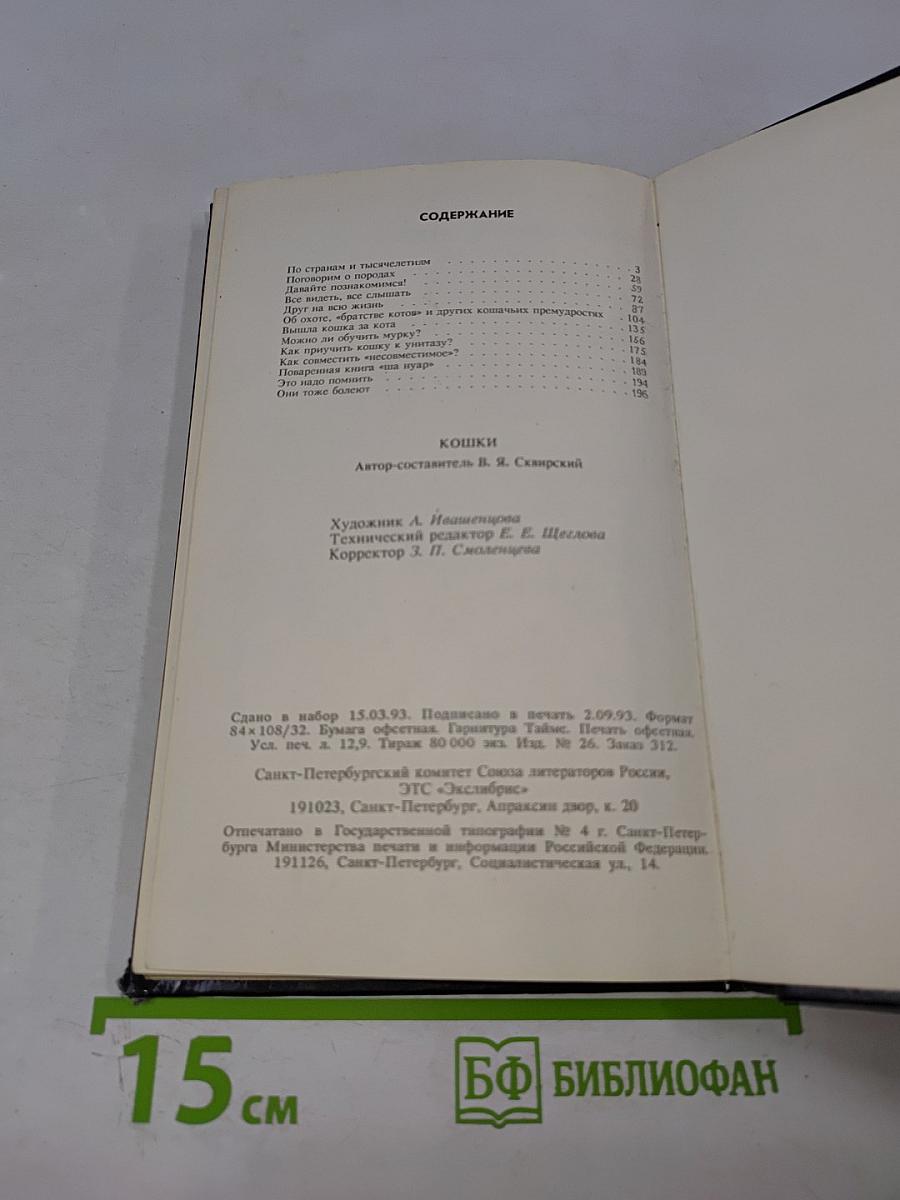 СОДЕРЖАНИЕ
По странам и тысячелетиям . . . . . . . . . . . . . . . . 3
Поговорим о породах . . . . . . . . . . . . . . . . 28
Давайте познакомимся! . . . . . . . . . . . . . . . . 59
Все видеть, все слышать . . . . . . . . . . . . . . . . 72
Друг на всю жизнь . . . . . . . . . . . . . . . . 87
Об охоте, «братстве котов» и других кошачьих премудростях . 104
Вышла кошка за кота . . . . . . . . . . . . . . . . 135
Можно ли обучить мурку? . . . . . . . . . . . . . . . . 156
Как приучить кошку к унитазу? . . . . . . . . . . . . . . . . 175
Как совместить «несовместимое»? . . . . . . . . . . . . . . . . 184
Поваренная книга «ша нуар» . . . . . . . . . . . . . . . . 189
Это надо помнить . . . . . . . . . . . . . . . . 194
Они тоже болеют . . . . . . . . . . . . . . . . 196
КОШКИ
Автор-составитель В. Я. Сквирский
Художник А. Ивашенцова
Технический редактор Е. Е. Щеглова
Корректор З. П. Смоленцева
Сдано в набор 15.03.93. Подписано в печать 2.09.93. Формат
84×108/32. Бумага офсетная. Гарнитура Таймс. Печать офсетная.
Усл. печ. л. 12,9. Тираж 80 000 экз. Изд. № 26. Заказ 312.
Санкт-Петербургский комитет Союза литераторов России,
ЭТС «Экслибрис»
191023, Санкт-Петербург, Апраксин двор, к. 20
Отпечатано в Государственной типографии № 4 г. Санкт-Петер-
бурга Министерства печати и информации Российской Федерации.
191126, Санкт-Петербург, Социалистическая ул., 14.
15 см
БФ БИБЛИОФАН